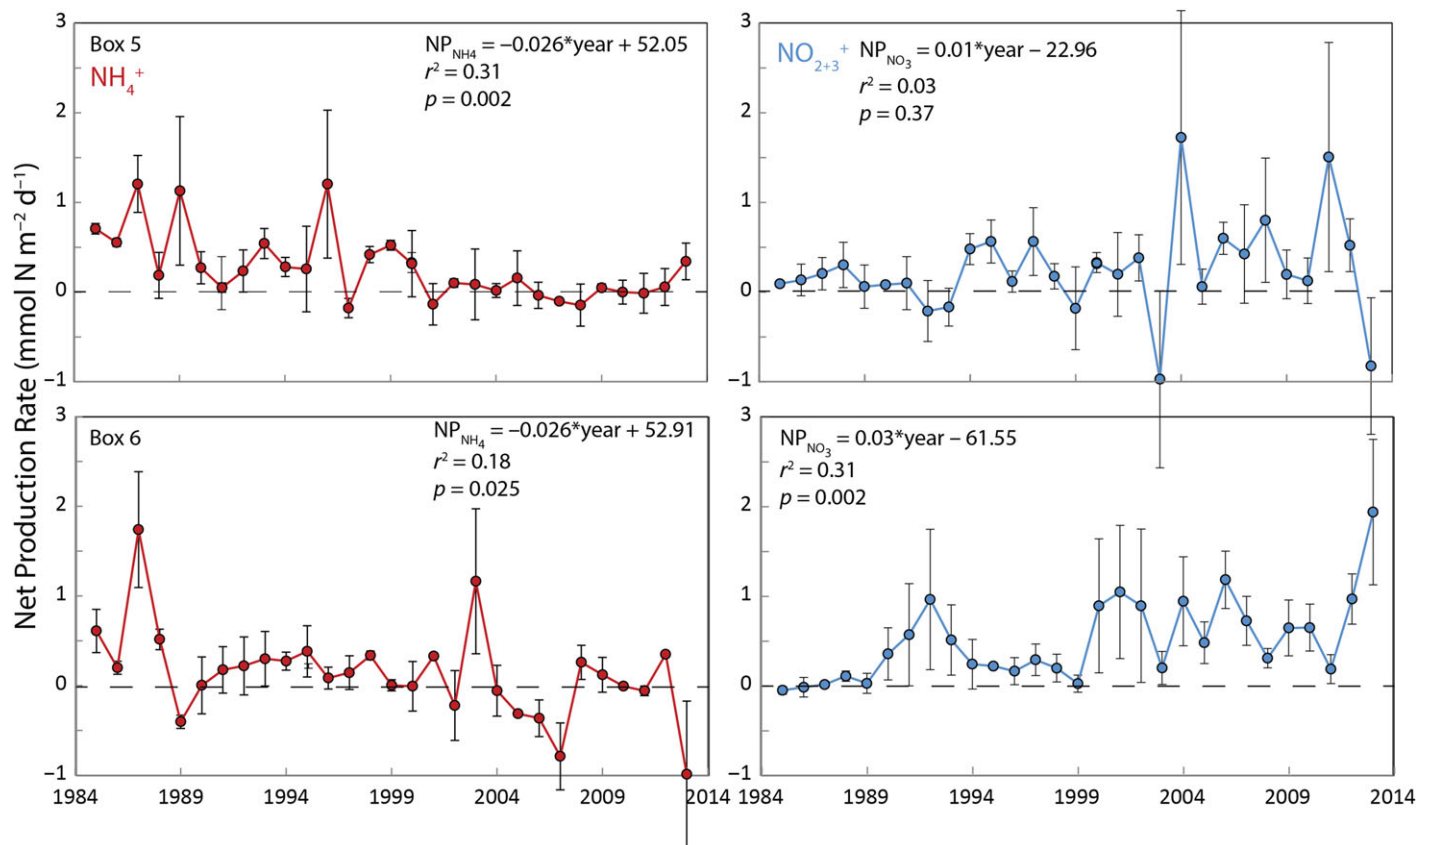 Net Production Rate (mmol N m⁻² d⁻¹)
3
Box 5
NH₄⁺
NP_NH4 = −0.026*year + 52.05
r² = 0.31
p = 0.002
2
1
0
−1
3
NO₂₊₃⁺
NP_NO₃ = 0.01*year − 22.96
r² = 0.03
p = 0.37
2
1
0
−1
3
Box 6
NP_NH₄ = −0.026*year + 52.91
r² = 0.18
p = 0.025
2
1
0
−1
1984 1989 1994 1999 2004 2009 2014
3
NP_NO₃ = 0.03*year − 61.55
r² = 0.31
p = 0.002
2
1
0
−1
1984 1989 1994 1999 2004 2009 2014